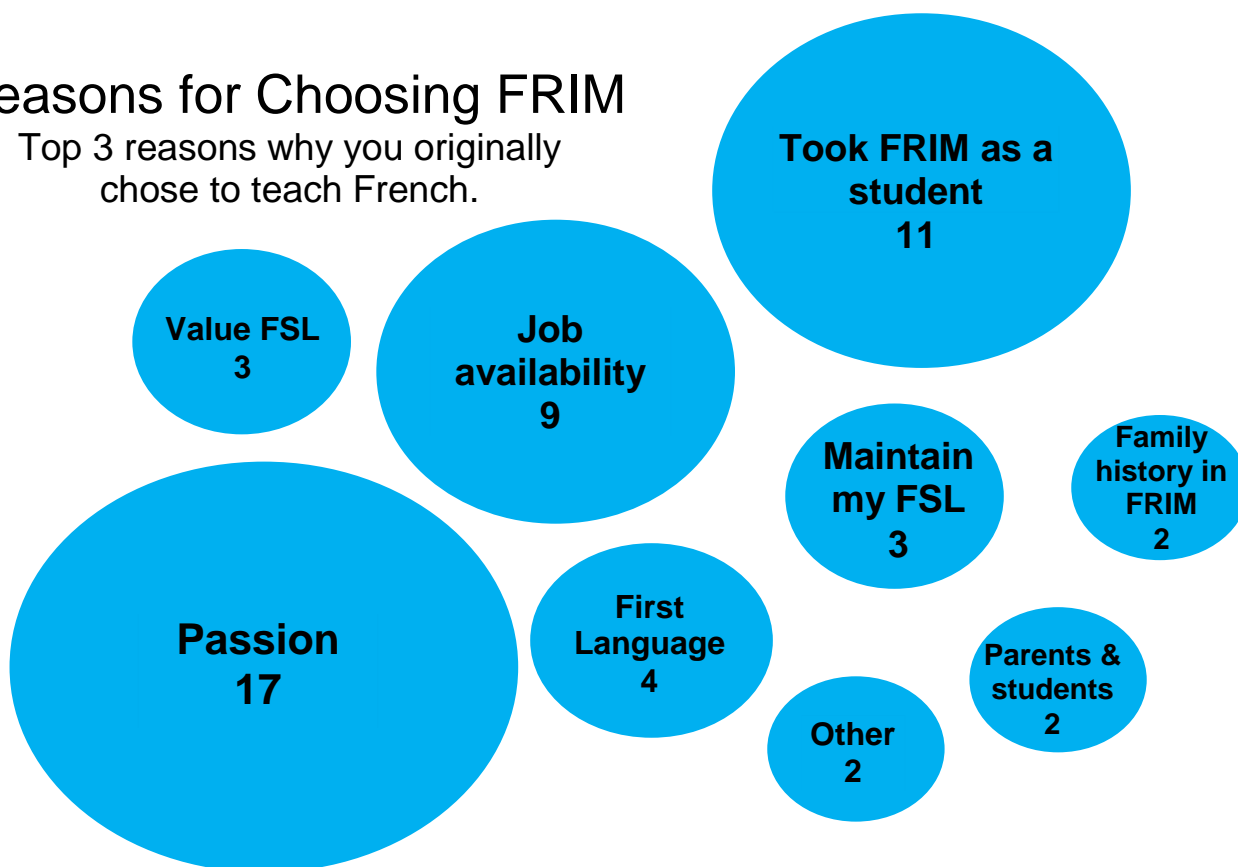 easons for Choosing FRIM
Top 3 reasons why you originally
chose to teach French.
Took FRIM as a
student
11
Value FSL
3
Job
availability
9
Maintain
my FSL
3
Family
history in
FRIM
2
Passion
17
First
Language
4
Parents &
students
2
Other
2